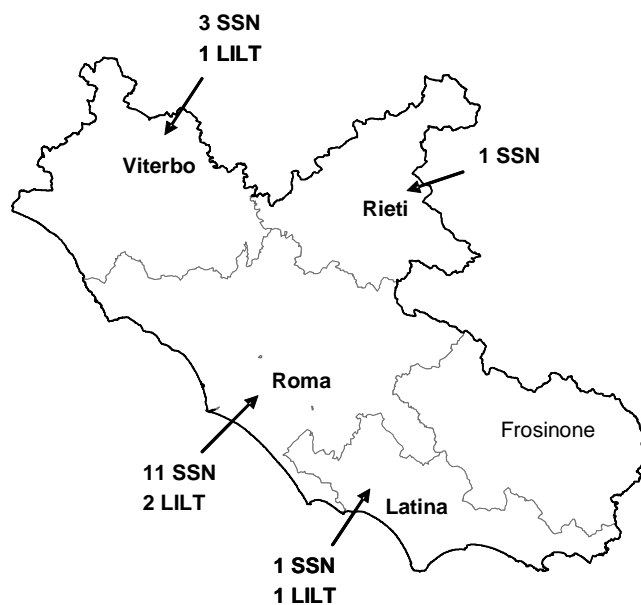 3 SSN
1 LILT
Viterbo
1 SSN
Rieti
Roma
Frosinone
11 SSN
2 LILT
Latina
1 SSN
1 LILT